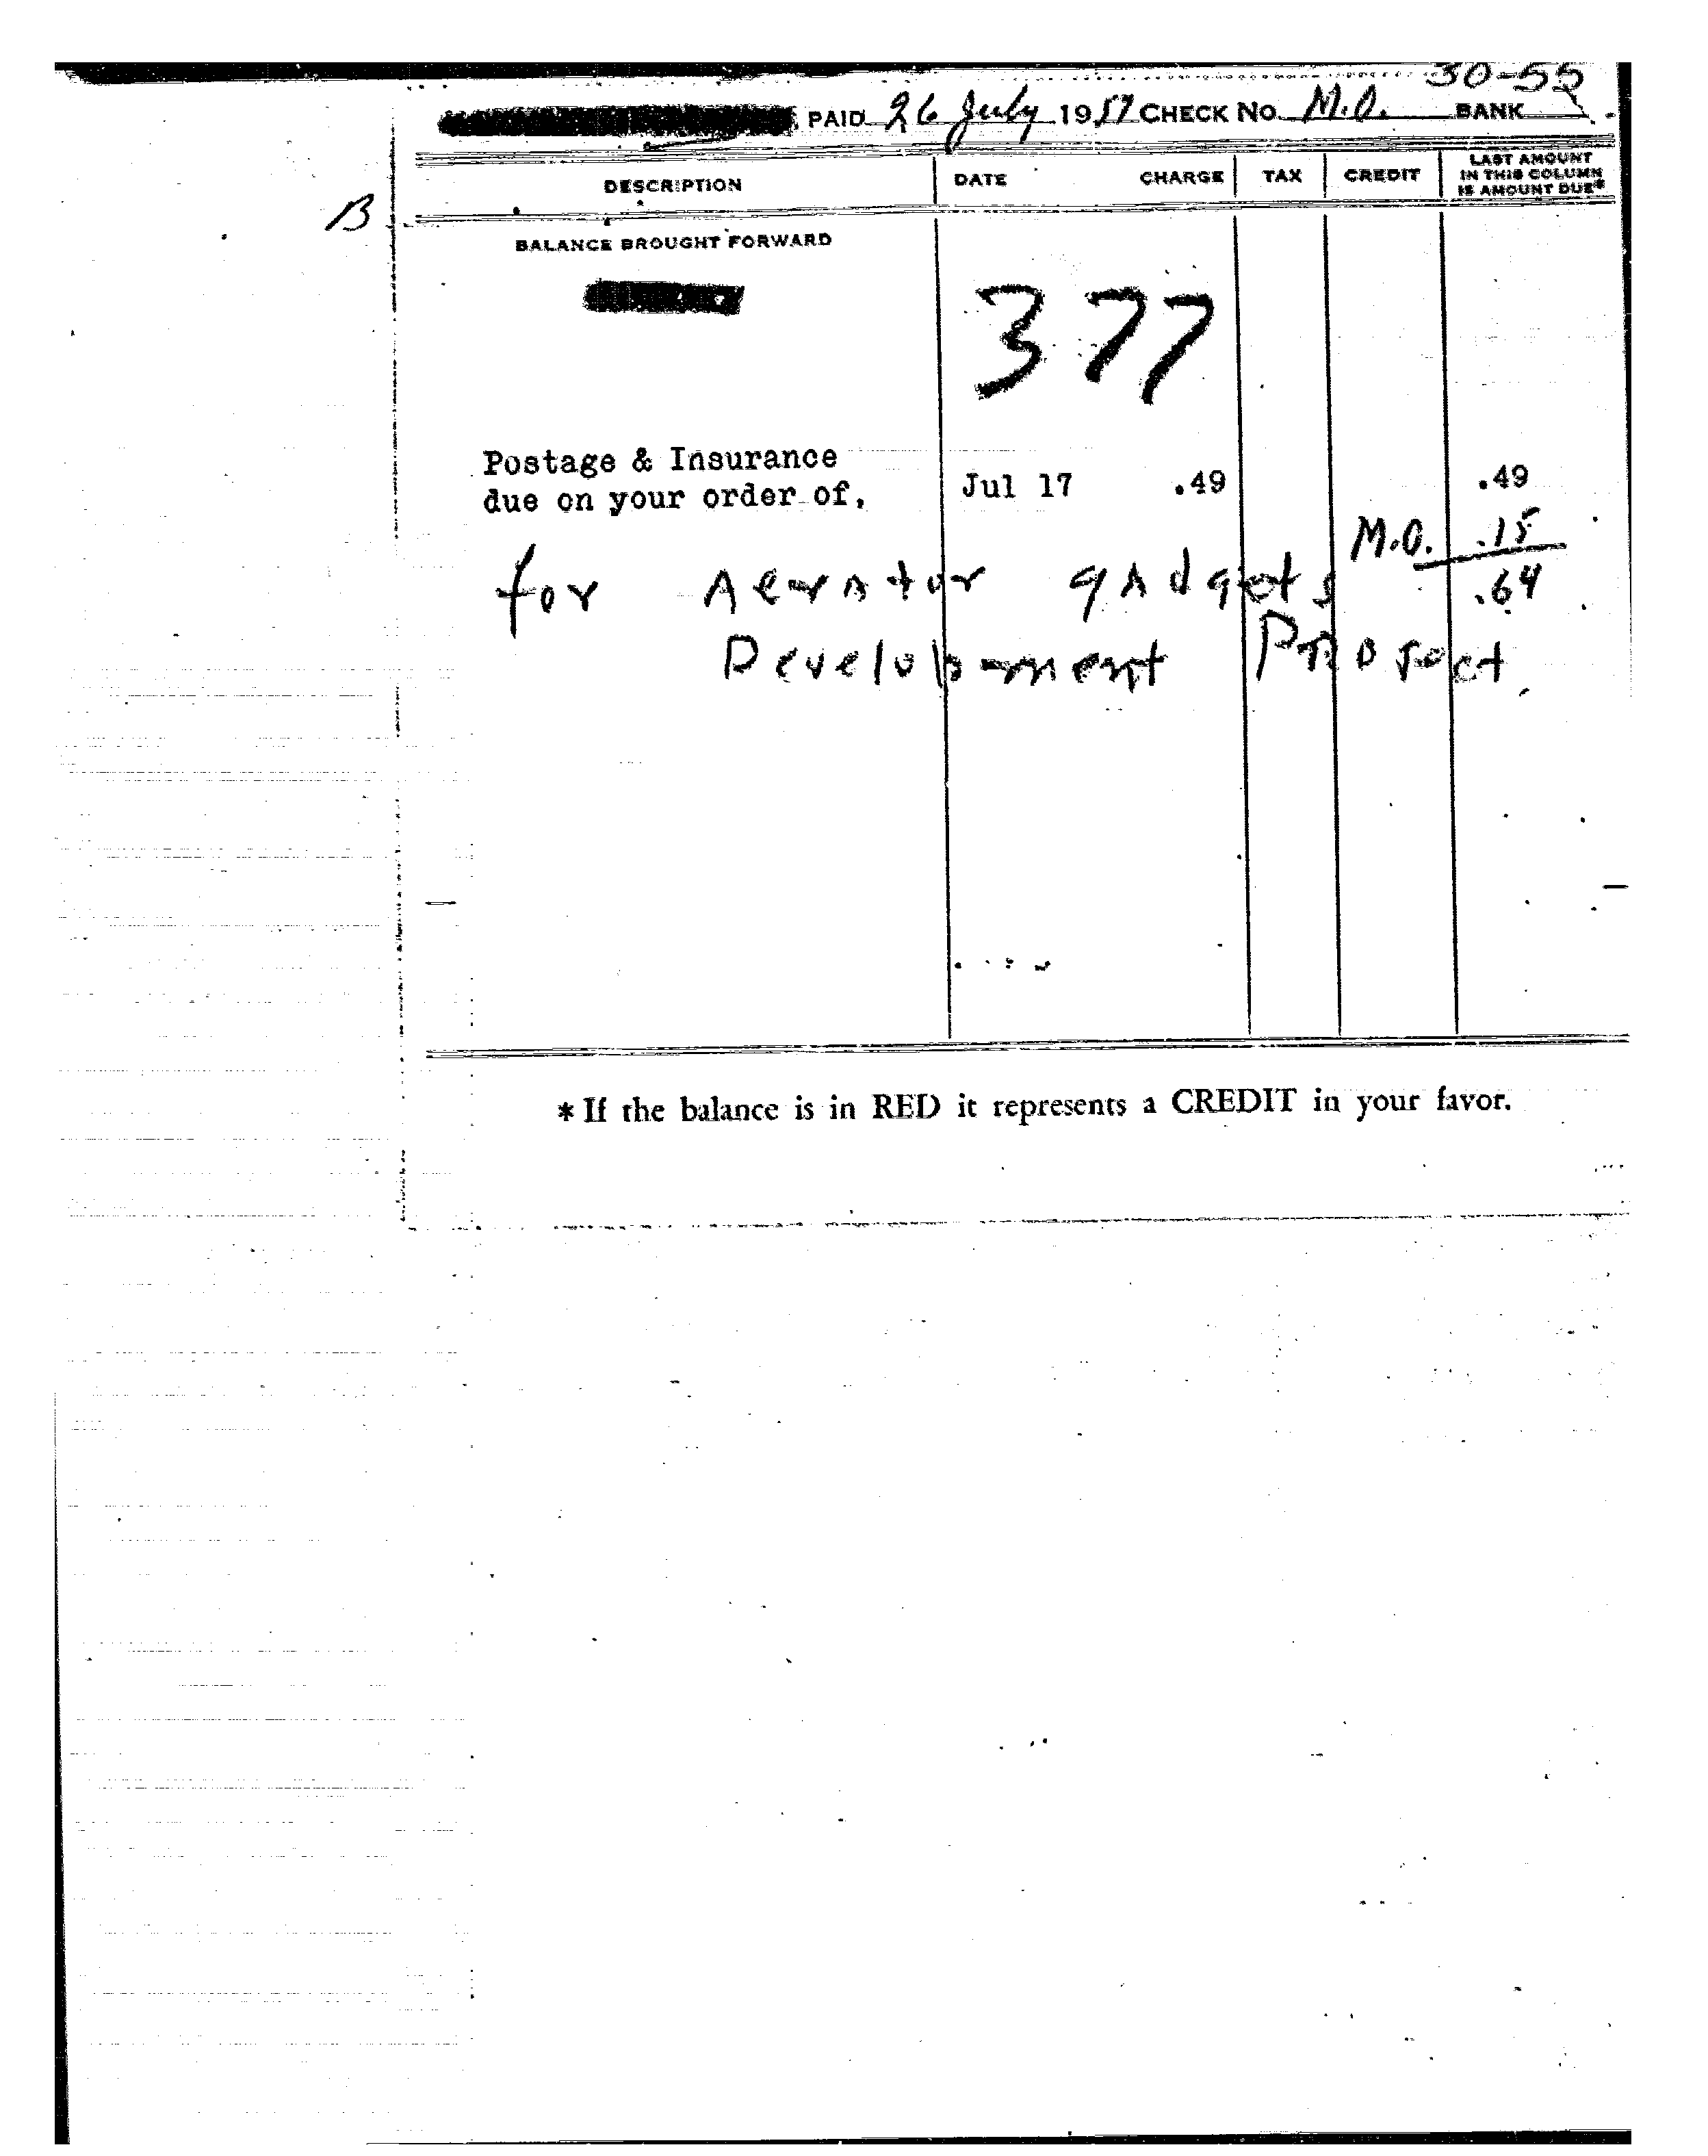 30-55
PAID 26 July 1957 CHECK NO. M.O. BANK
DESCRIPTION DATE CHARGE TAX CREDIT LAST AMOUNT IN THIS COLUMN IS AMOUNT DUE*
B
BALANCE BROUGHT FORWARD
377
Postage & Insurance
due on your order of, Jul 17 .49 .49
M.O. .15
for Aerator gadgets .64
Development Project.
* If the balance is in RED it represents a CREDIT in your favor.